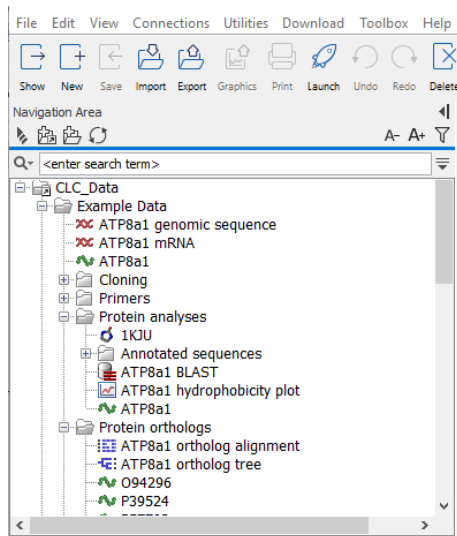 File Edit View Connections Utilities Download Toolbox Help
Show New Save Import Export Graphics Print Launch Undo Redo Delete
Navigation Area
A- A+
<enter search term>
CLC_Data
Example Data
ATP8a1 genomic sequence
ATP8a1 mRNA
ATP8a1
Cloning
Primers
Protein analyses
1KJU
Annotated sequences
ATP8a1 BLAST
ATP8a1 hydrophobicity plot
ATP8a1
Protein orthologs
ATP8a1 ortholog alignment
ATP8a1 ortholog tree
O94296
P39524